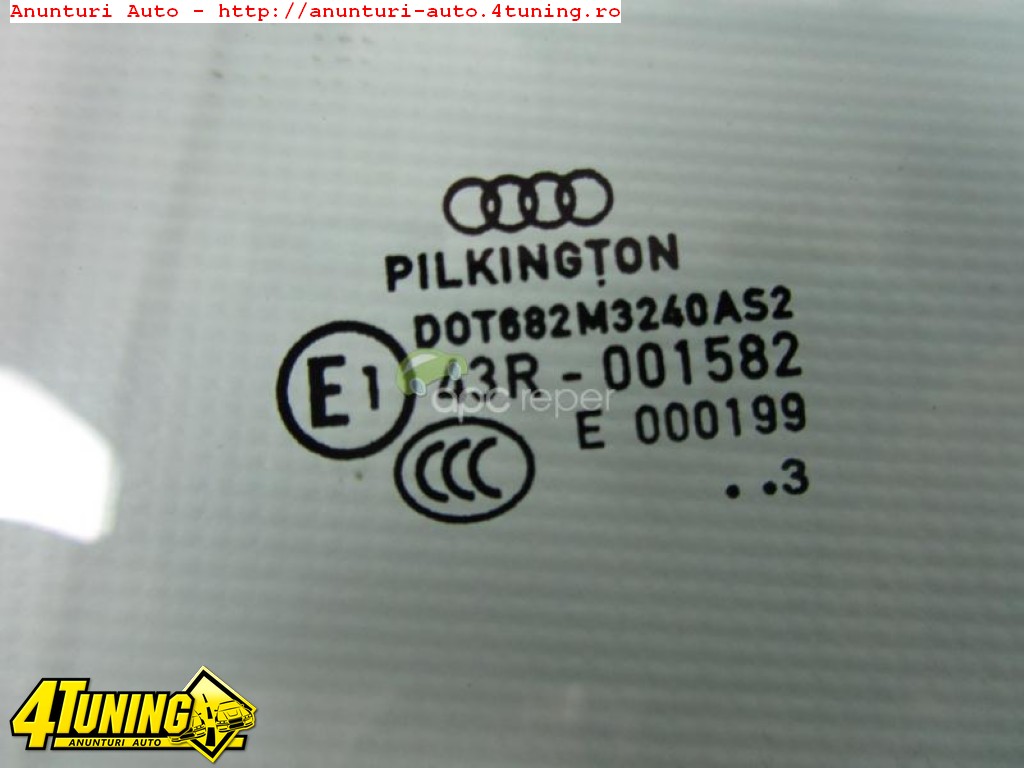 Anunturi Auto - http://anunturi-auto.4tuning.ro
PILKINGTON
DOT682M3240AS2
E1
43R - 001582
apc reper
E 000199
CCC
..3
4TUNING
ANUNTURI AUTO